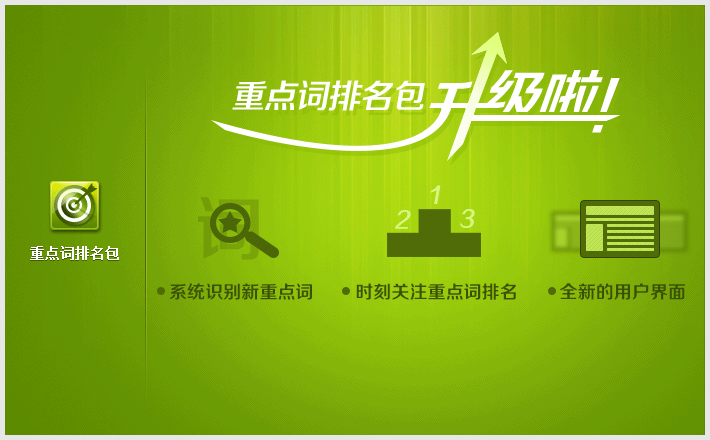 重点词排名包升级啦！
重点词排名包
词
1
2
3
• 系统识别新重点词
• 时刻关注重点词排名
• 全新的用户界面